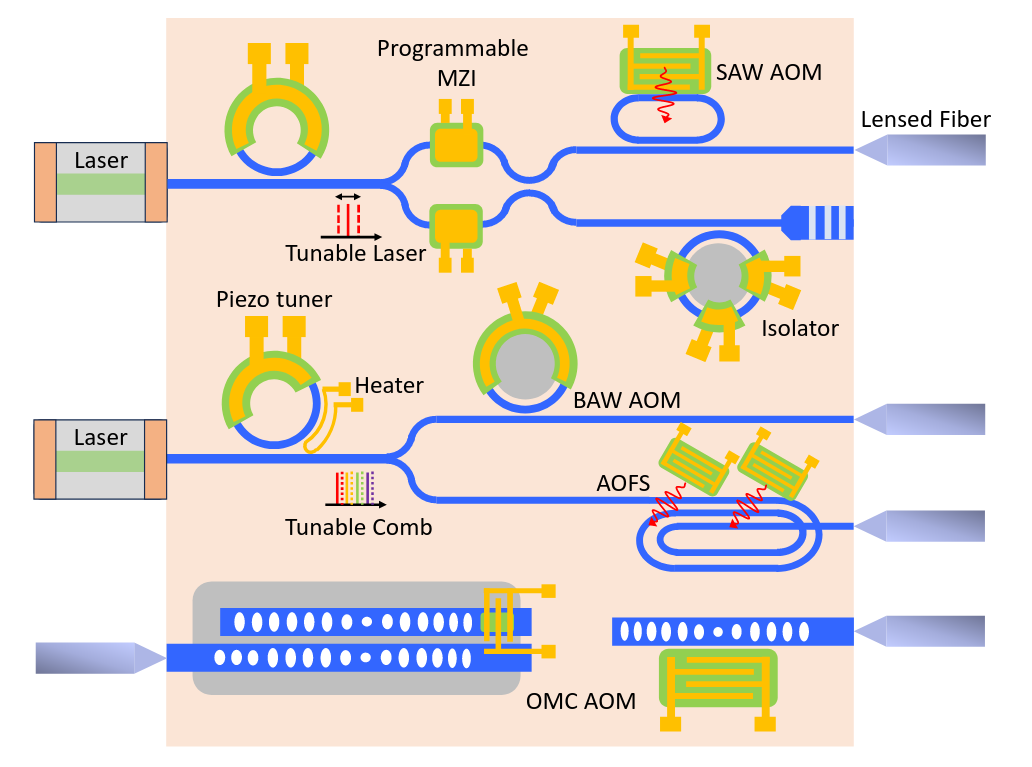 Programmable
MZI
SAW AOM
Lensed Fiber
Laser
Tunable Laser
Isolator
Piezo tuner
Heater
BAW AOM
Laser
AOFS
Tunable Comb
OMC AOM